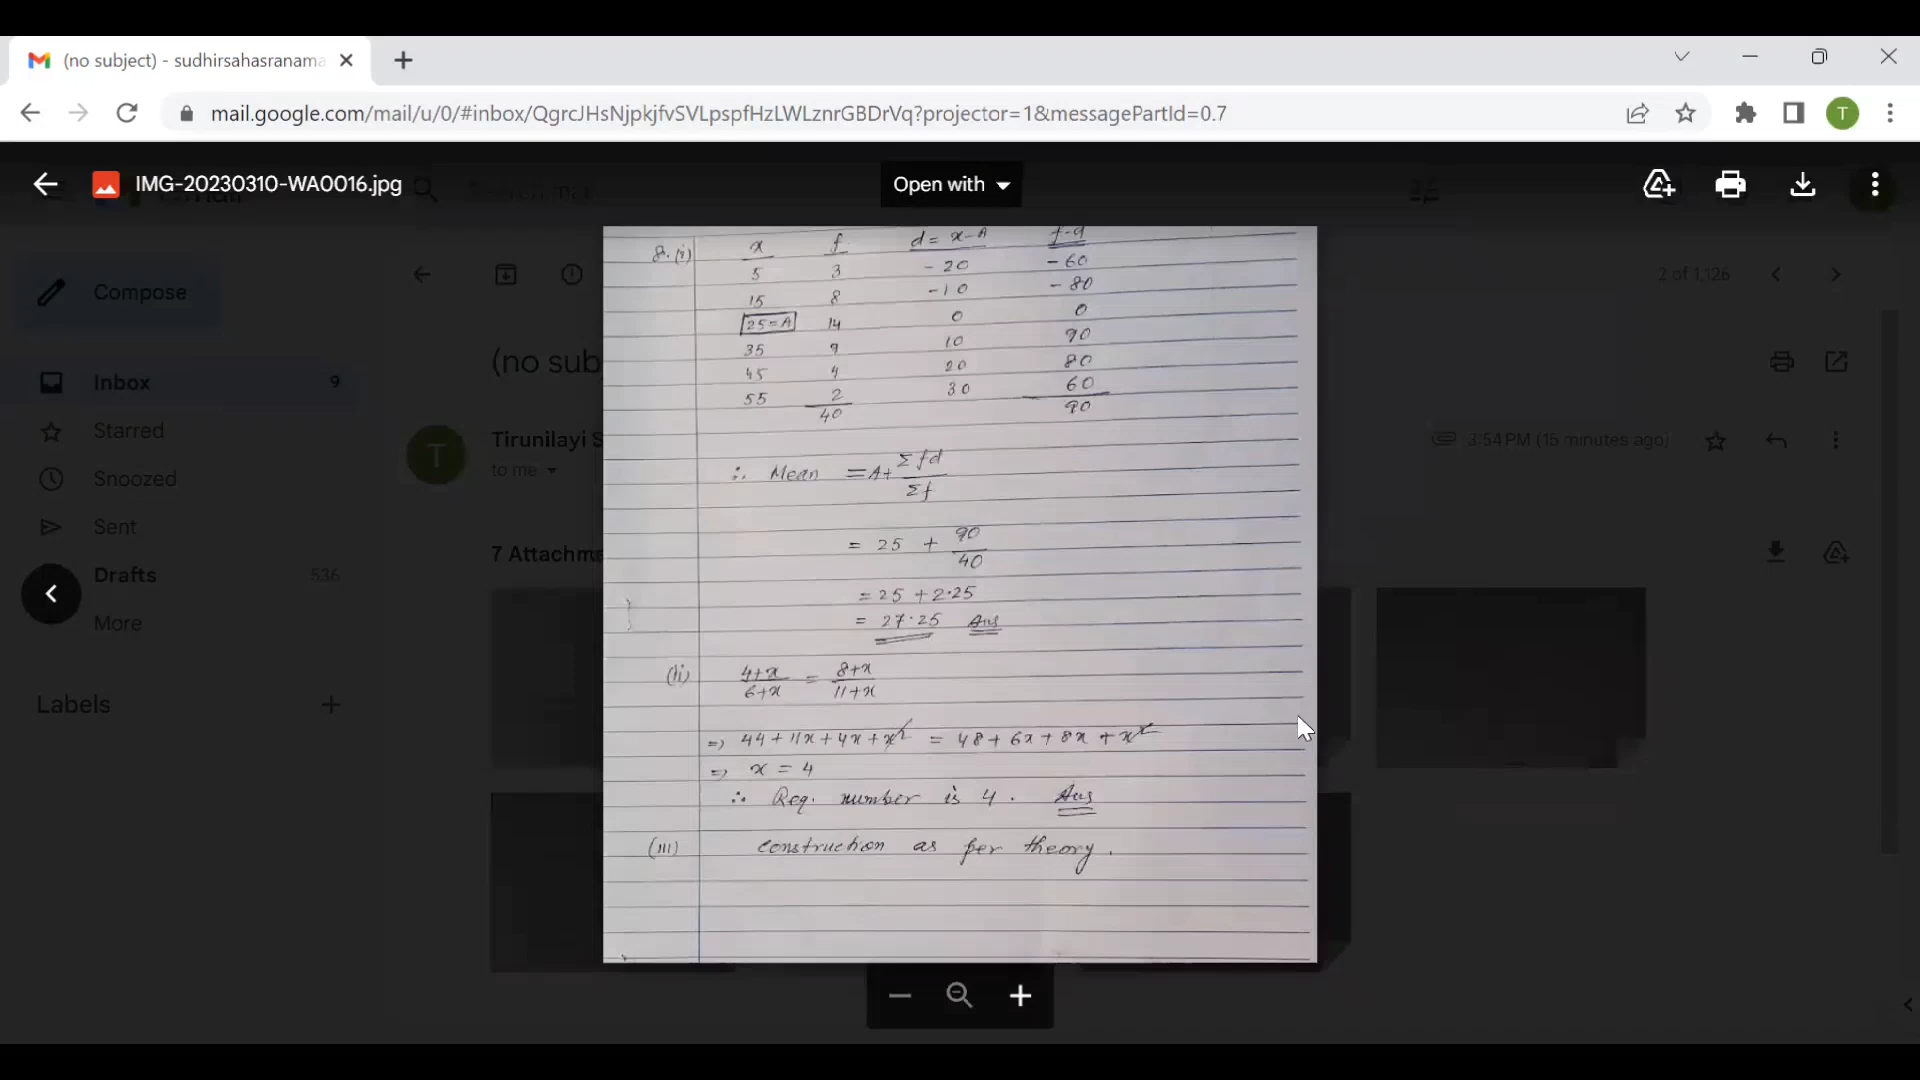 (no subject) - sudhirsahasranama
mail.google.com/mail/u/0/#inbox/QgrcJHsNjpkjfvSVLpspfHzLWLznrGBDrVq?projector=1&messagePartId=0.7
T
IMG-20230310-WA0016.jpg
Open with
Compose
2 of 1,126
(no sub
Inbox 9
Starred
Snoozed
Sent
Drafts 536
More
Labels
T
Tirunilayi S
to me
3:54 PM (15 minutes ago)
7 Attachme
8.(i) x f d = x-A f-d
5 3 -20 -60
15 8 -10 -80
25=A 14 0 0
35 9 10 90
45 4 20 80
55 2 30 60
40 90
∴ Mean = A+ Σfd
Σf
= 25 + 90
40
= 25 + 2.25
= 27.25 Ans
(ii) 4+x = 8+x
6+x 11+x
=> 44+11x+4x+x² = 48+6x+8x+x²
=> x = 4
∴ Req. number is 4. Ans
(iii) construction as per theory.